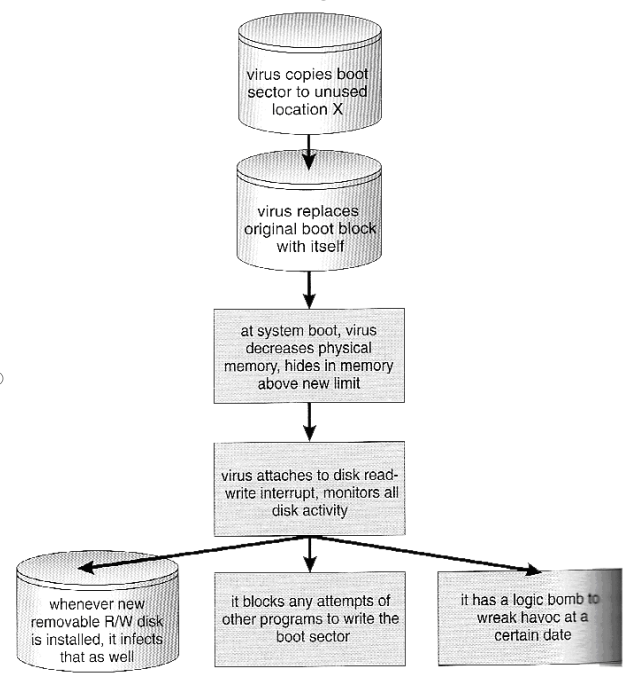 virus copies boot
sector to unused
location X
virus replaces
original boot block
with itself
at system boot, virus
decreases physical
memory, hides in memory
above new limit
virus attaches to disk read-
write interrupt, monitors all
disk activity
whenever new
removable R/W disk
is installed, it infects
that as well
it blocks any attempts of
other programs to write the
boot sector
it has a logic bomb to
wreak havoc at a
certain date